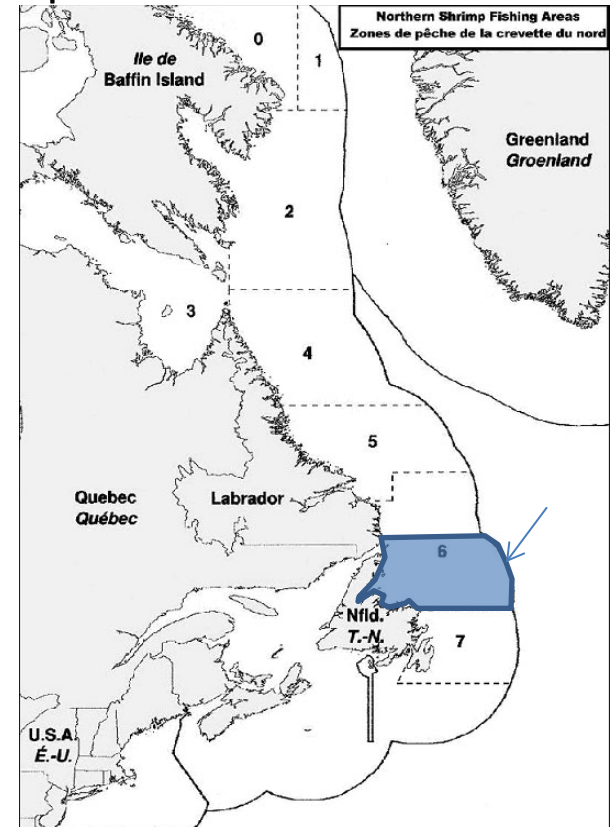 Northern Shrimp Fishing Areas
Zones de pêche de la crevette du nord
0
1
Ile de
Baffin Island
Greenland
Groenland
2
3
4
5
Quebec
Québec
Labrador
6
Nfld.
T.-N.
7
U.S.A.
É.-U.